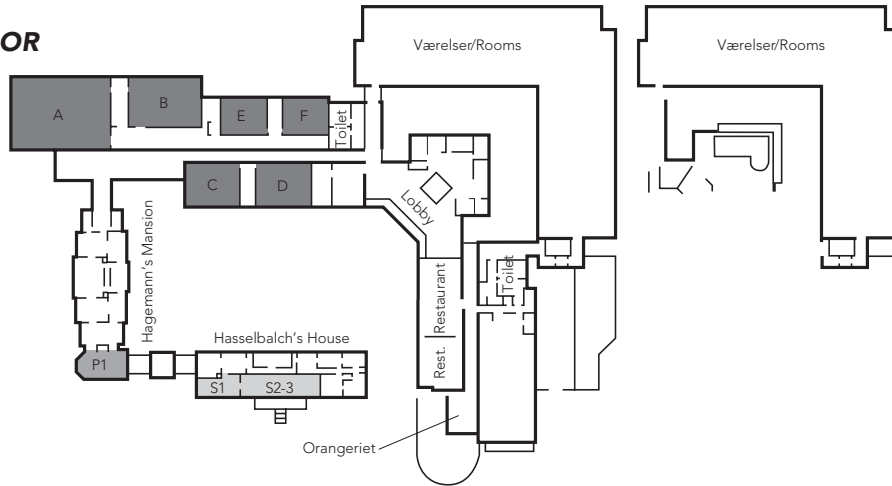 OR
Værelser/Rooms
Værelser/Rooms
A
B
E
F
Toilet
C
D
Lobby
Hagemann's Mansion
Restaurant
Toilet
Rest.
Hasselbalch's House
P1
S1
S2-3
Orangeriet